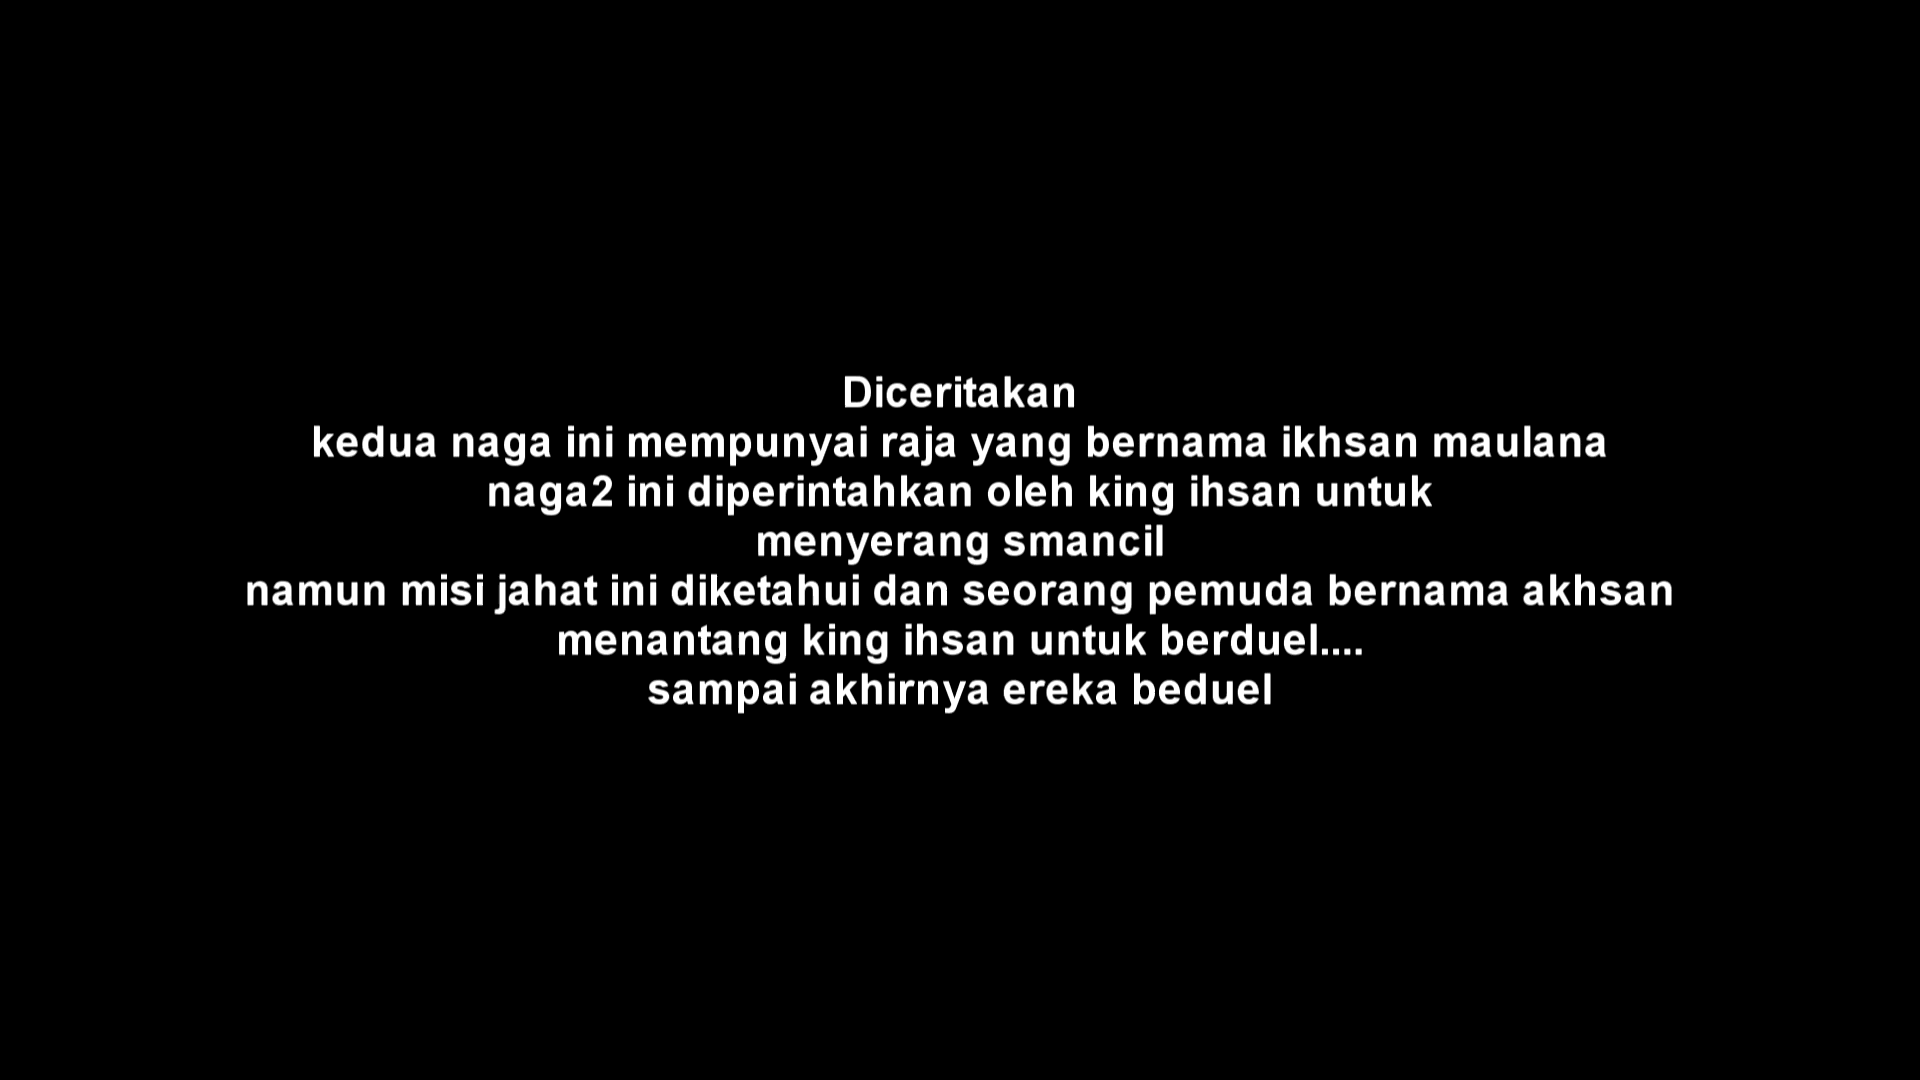 Diceritakan
kedua naga ini mempunyai raja yang bernama ikhsan maulana
naga2 ini diperintahkan oleh king ihsan untuk
menyerang smancil
namun misi jahat ini diketahui dan seorang pemuda bernama akhsan
menantang king ihsan untuk berduel....
sampai akhirnya ereka beduel